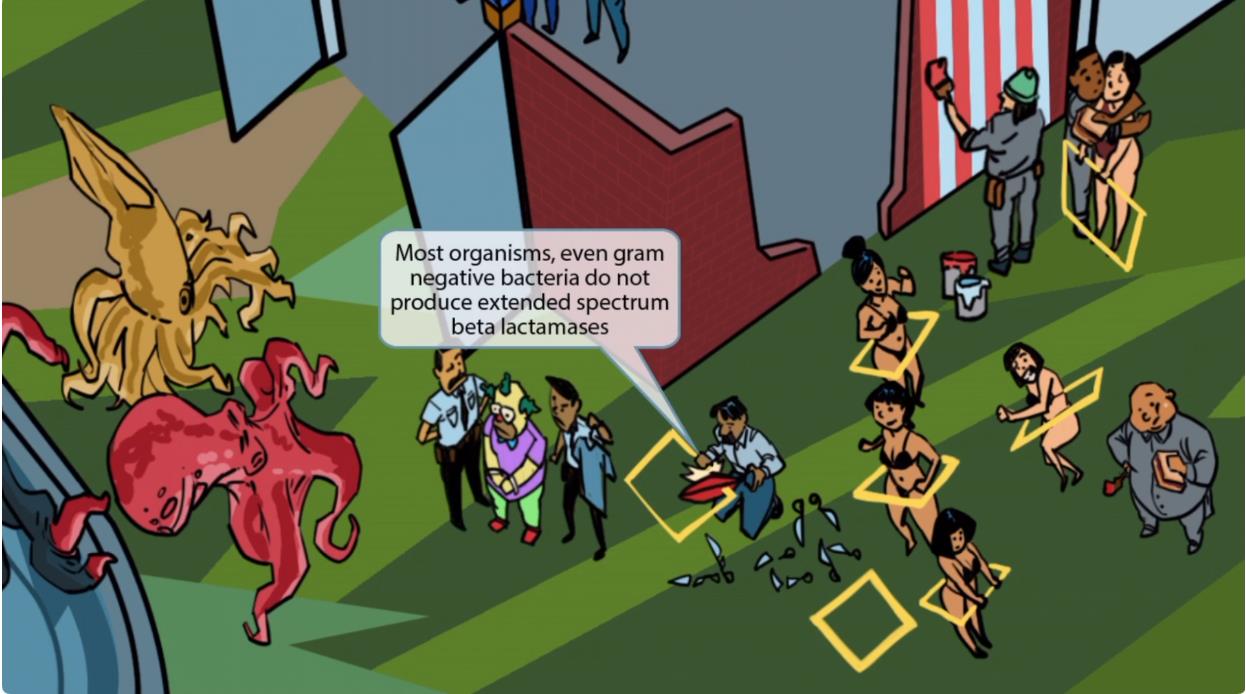 Most organisms, even gram
negative bacteria do not
produce extended spectrum
beta lactamases